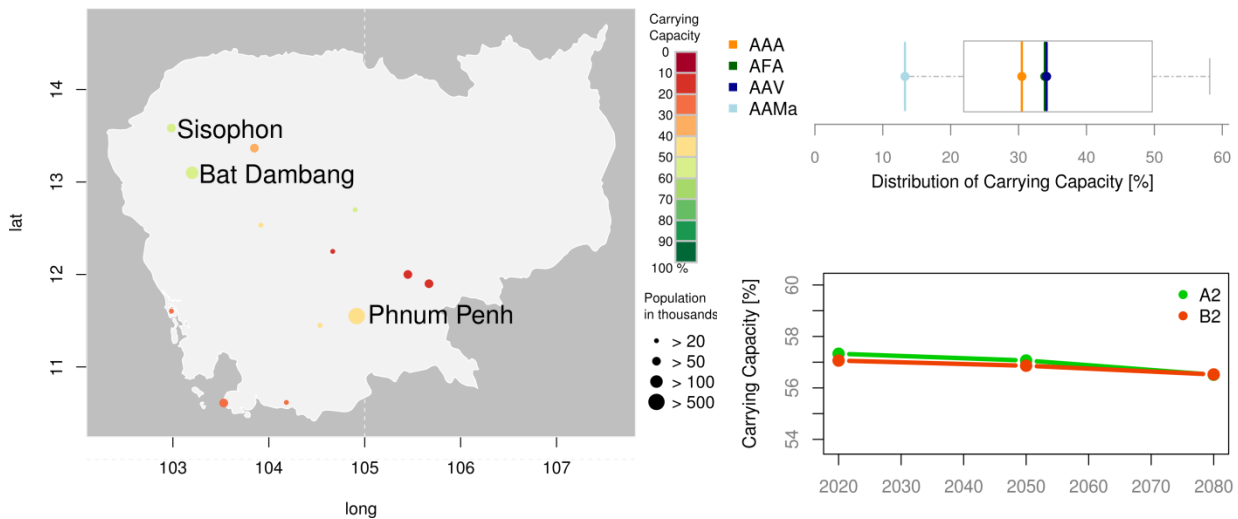 14
13
12
11
lat
Sisophon
Bat Dambang
Phnum Penh
103
104
105
106
107
long
Carrying
Capacity
0
10
20
30
40
50
60
70
80
90
100 %
Population
in thousands
> 20
> 50
> 100
> 500
AAA
AFA
AAV
AAMa
0
10
20
30
40
50
60
Distribution of Carrying Capacity [%]
Carrying Capacity [%]
60
58
56
54
A2
B2
2020
2030
2040
2050
2060
2070
2080